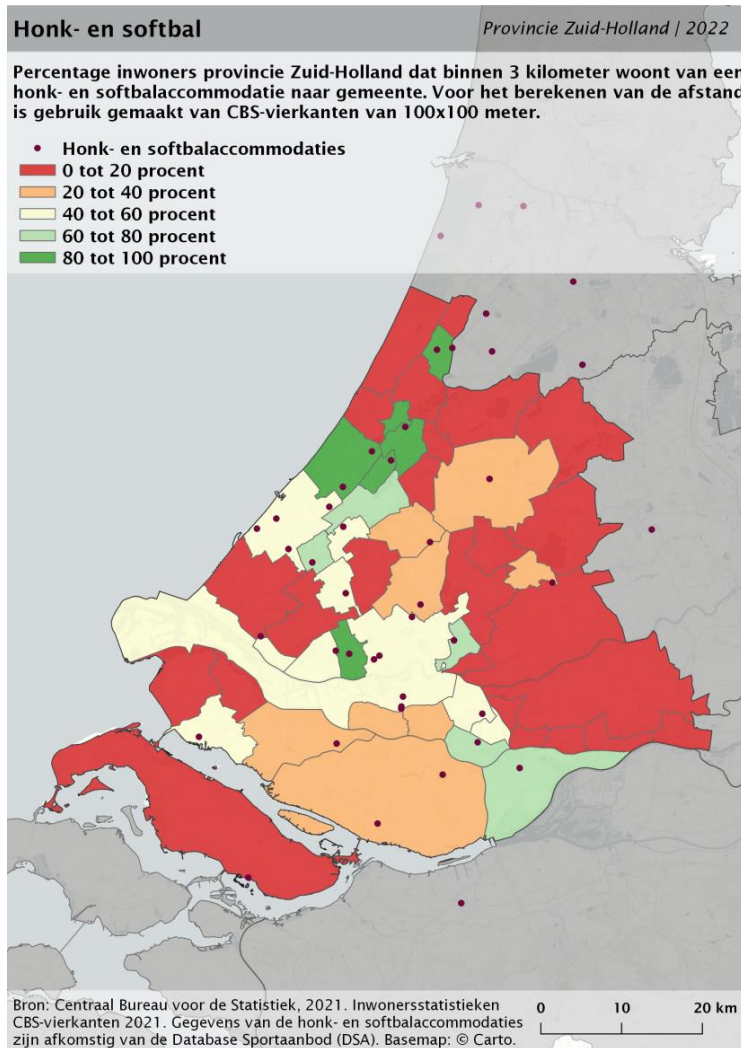 Honk- en softbal
Provincie Zuid-Holland | 2022
Percentage inwoners provincie Zuid-Holland dat binnen 3 kilometer woont van een
honk- en softbalaccommodatie naar gemeente. Voor het berekenen van de afstand
is gebruik gemaakt van CBS-vierkanten van 100x100 meter.
Honk- en softbalaccommodaties
0 tot 20 procent
20 tot 40 procent
40 tot 60 procent
60 tot 80 procent
80 tot 100 procent
Bron: Centraal Bureau voor de Statistiek, 2021. Inwonersstatistieken
CBS-vierkanten 2021. Gegevens van de honk- en softbalaccommodaties
zijn afkomstig van de Database Sportaanbod (DSA). Basemap: © Carto.
0 10 20 km